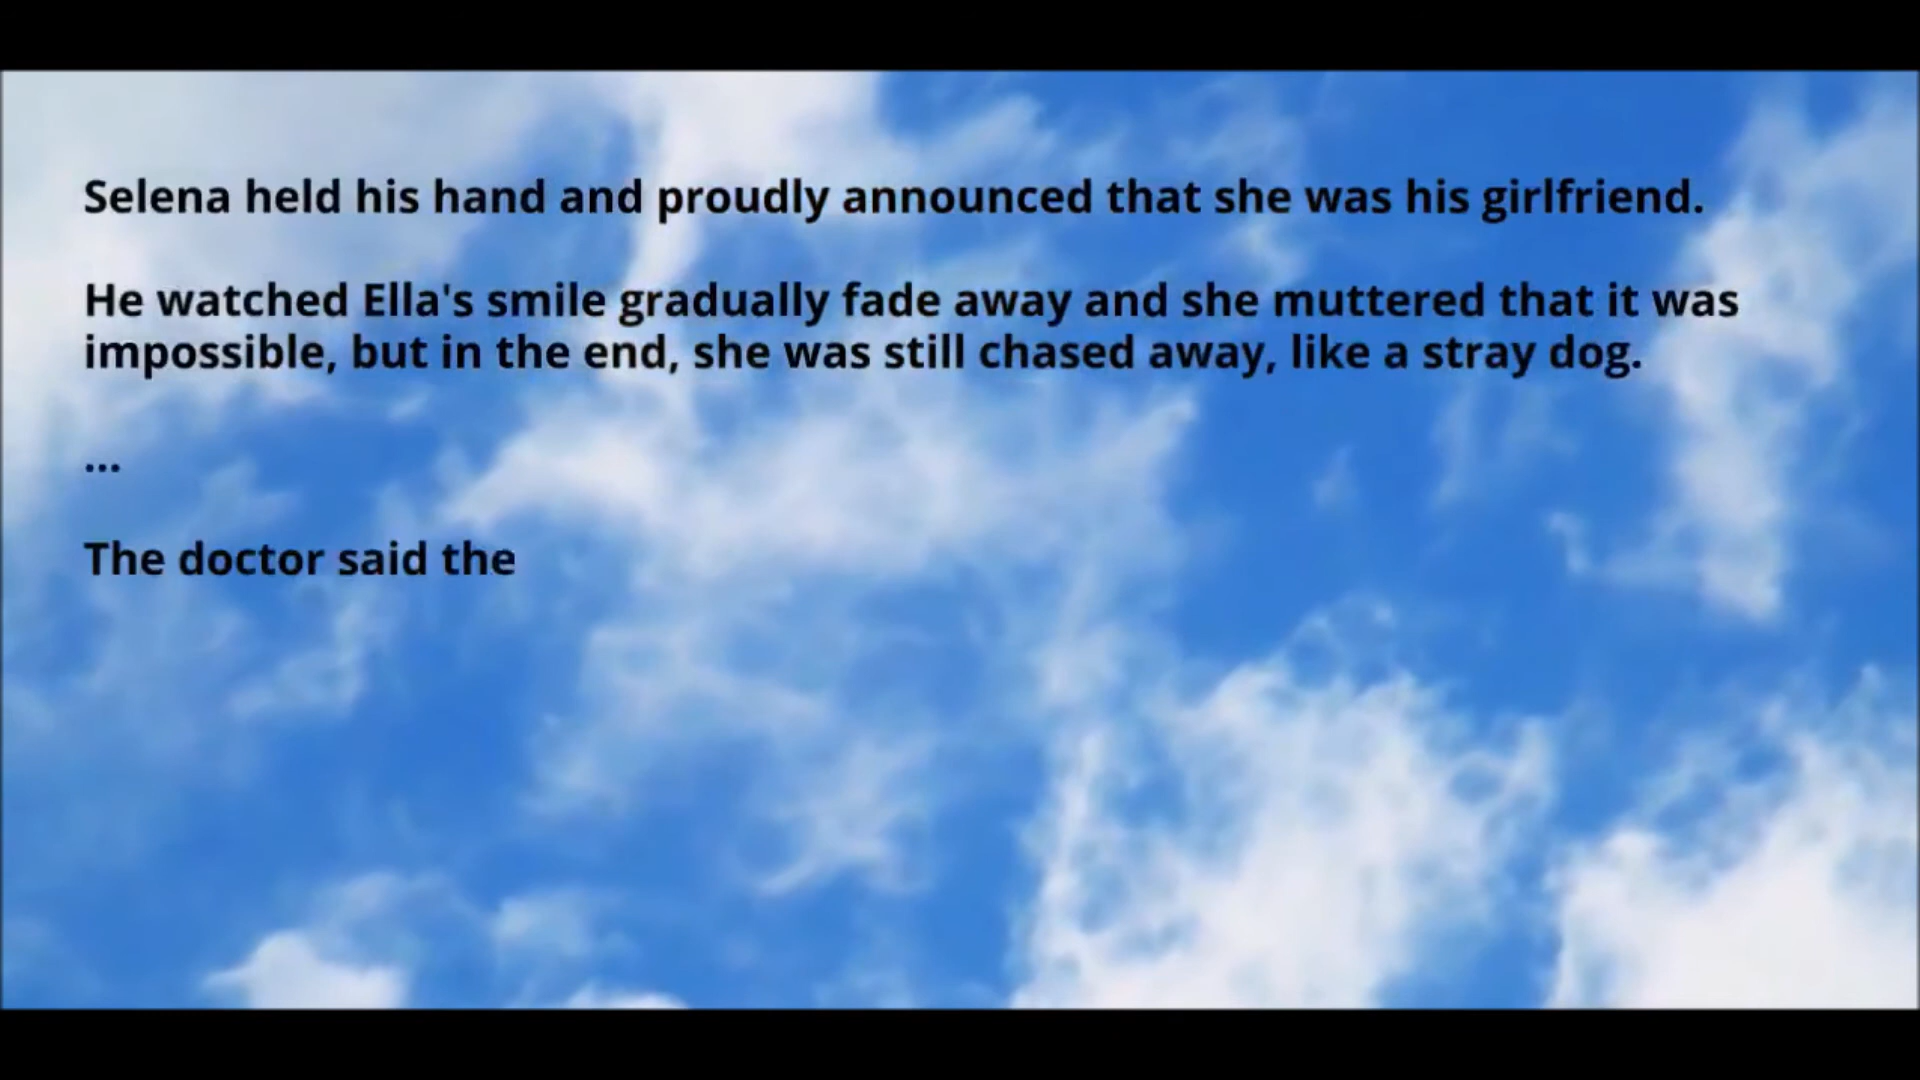 Selena held his hand and proudly announced that she was his girlfriend.
He watched Ella's smile gradually fade away and she muttered that it was
impossible, but in the end, she was still chased away, like a stray dog.
...
The doctor said the